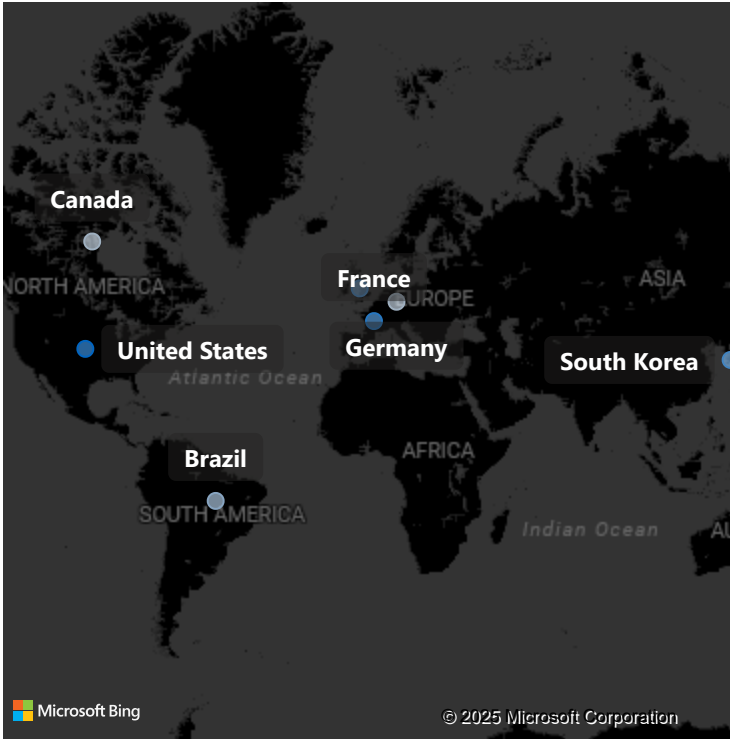 Canada
NORTH AMERICA
France
EUROPE
ASIA
United States
Germany
South Korea
Atlantic Ocean
Brazil
AFRICA
SOUTH AMERICA
Indian Ocean
AU
Microsoft Bing
© 2025 Microsoft Corporation